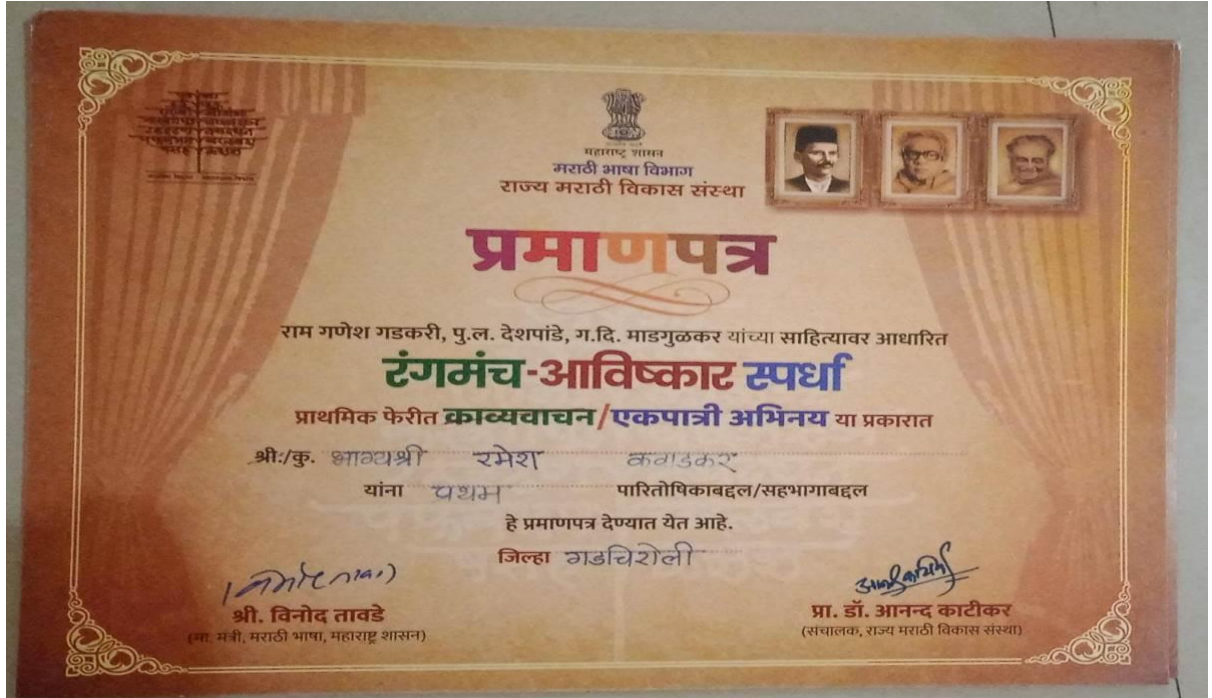 महाराष्ट्र शासन
मराठी भाषा विभाग
राज्य मराठी विकास संस्था
प्रमाणपत्र
राम गणेश गडकरी, पु.ल. देशपांडे, ग.दि. माडगुळकर यांच्या साहित्यावर आधारित
रंगमंच-आविष्कार स्पर्धा
प्राथमिक फेरीत काव्यवाचन/एकपात्री अभिनय या प्रकारात
श्री./कु. भाग्यश्री रमेश कवाडकर
यांना प्रथम पारितोषिकाबद्दल/सहभागाबद्दल
हे प्रमाणपत्र देण्यात येत आहे.
जिल्हा गडचिरोली
श्री. विनोद तावडे
(मा. मंत्री, मराठी भाषा, महाराष्ट्र शासन)
प्रा. डॉ. आनन्द काटीकर
(संचालक, राज्य मराठी विकास संस्था)